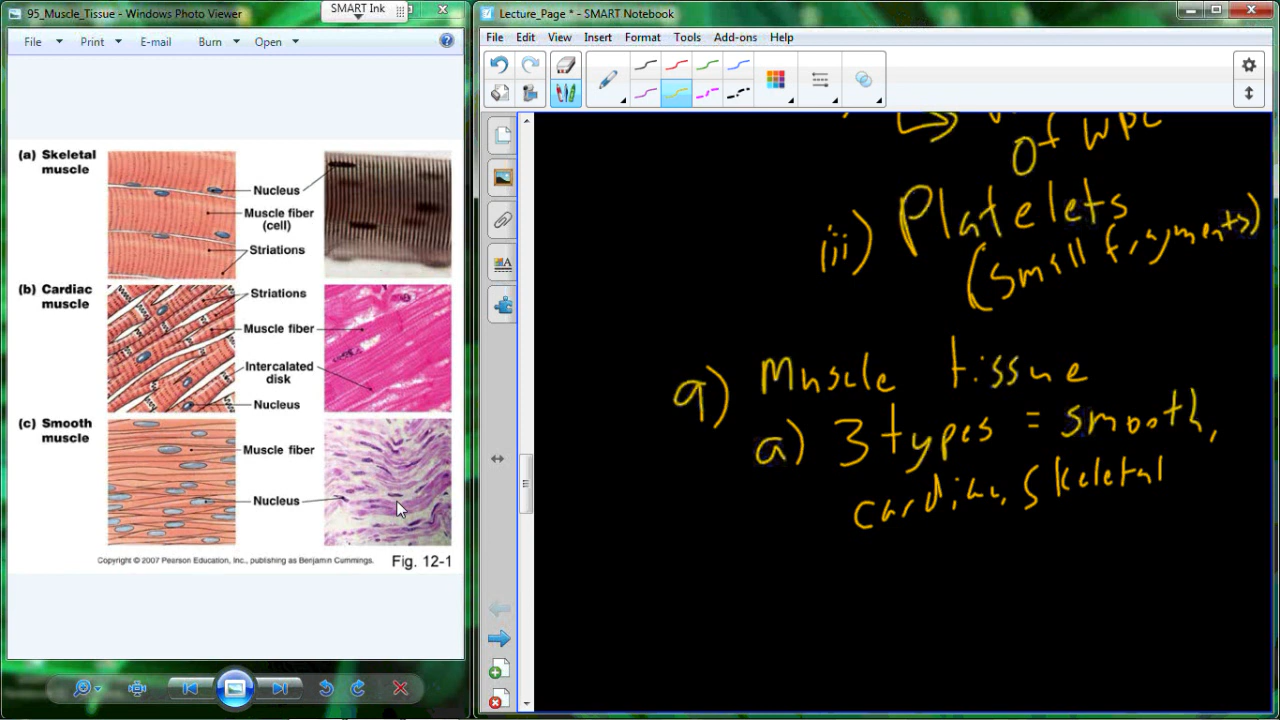 95_Muscle_Tissue - Windows Photo Viewer
SMART Ink
File Print E-mail Burn Open
(a) Skeletal
muscle
Nucleus
Muscle fiber
(cell)
Striations
(b) Cardiac
muscle
Striations
Muscle fiber
Intercalated
disk
Nucleus
(c) Smooth
muscle
Muscle fiber
Nucleus
Copyright © 2007 Pearson Education, Inc., publishing as Benjamin Cummings.
Fig. 12-1
Lecture_Page * - SMART Notebook
File Edit View Insert Format Tools Add-ons Help
of WBC
iii) Platelets
(small fragments)
9) Muscle tissue
a) 3 types = smooth,
cardiac, skeletal